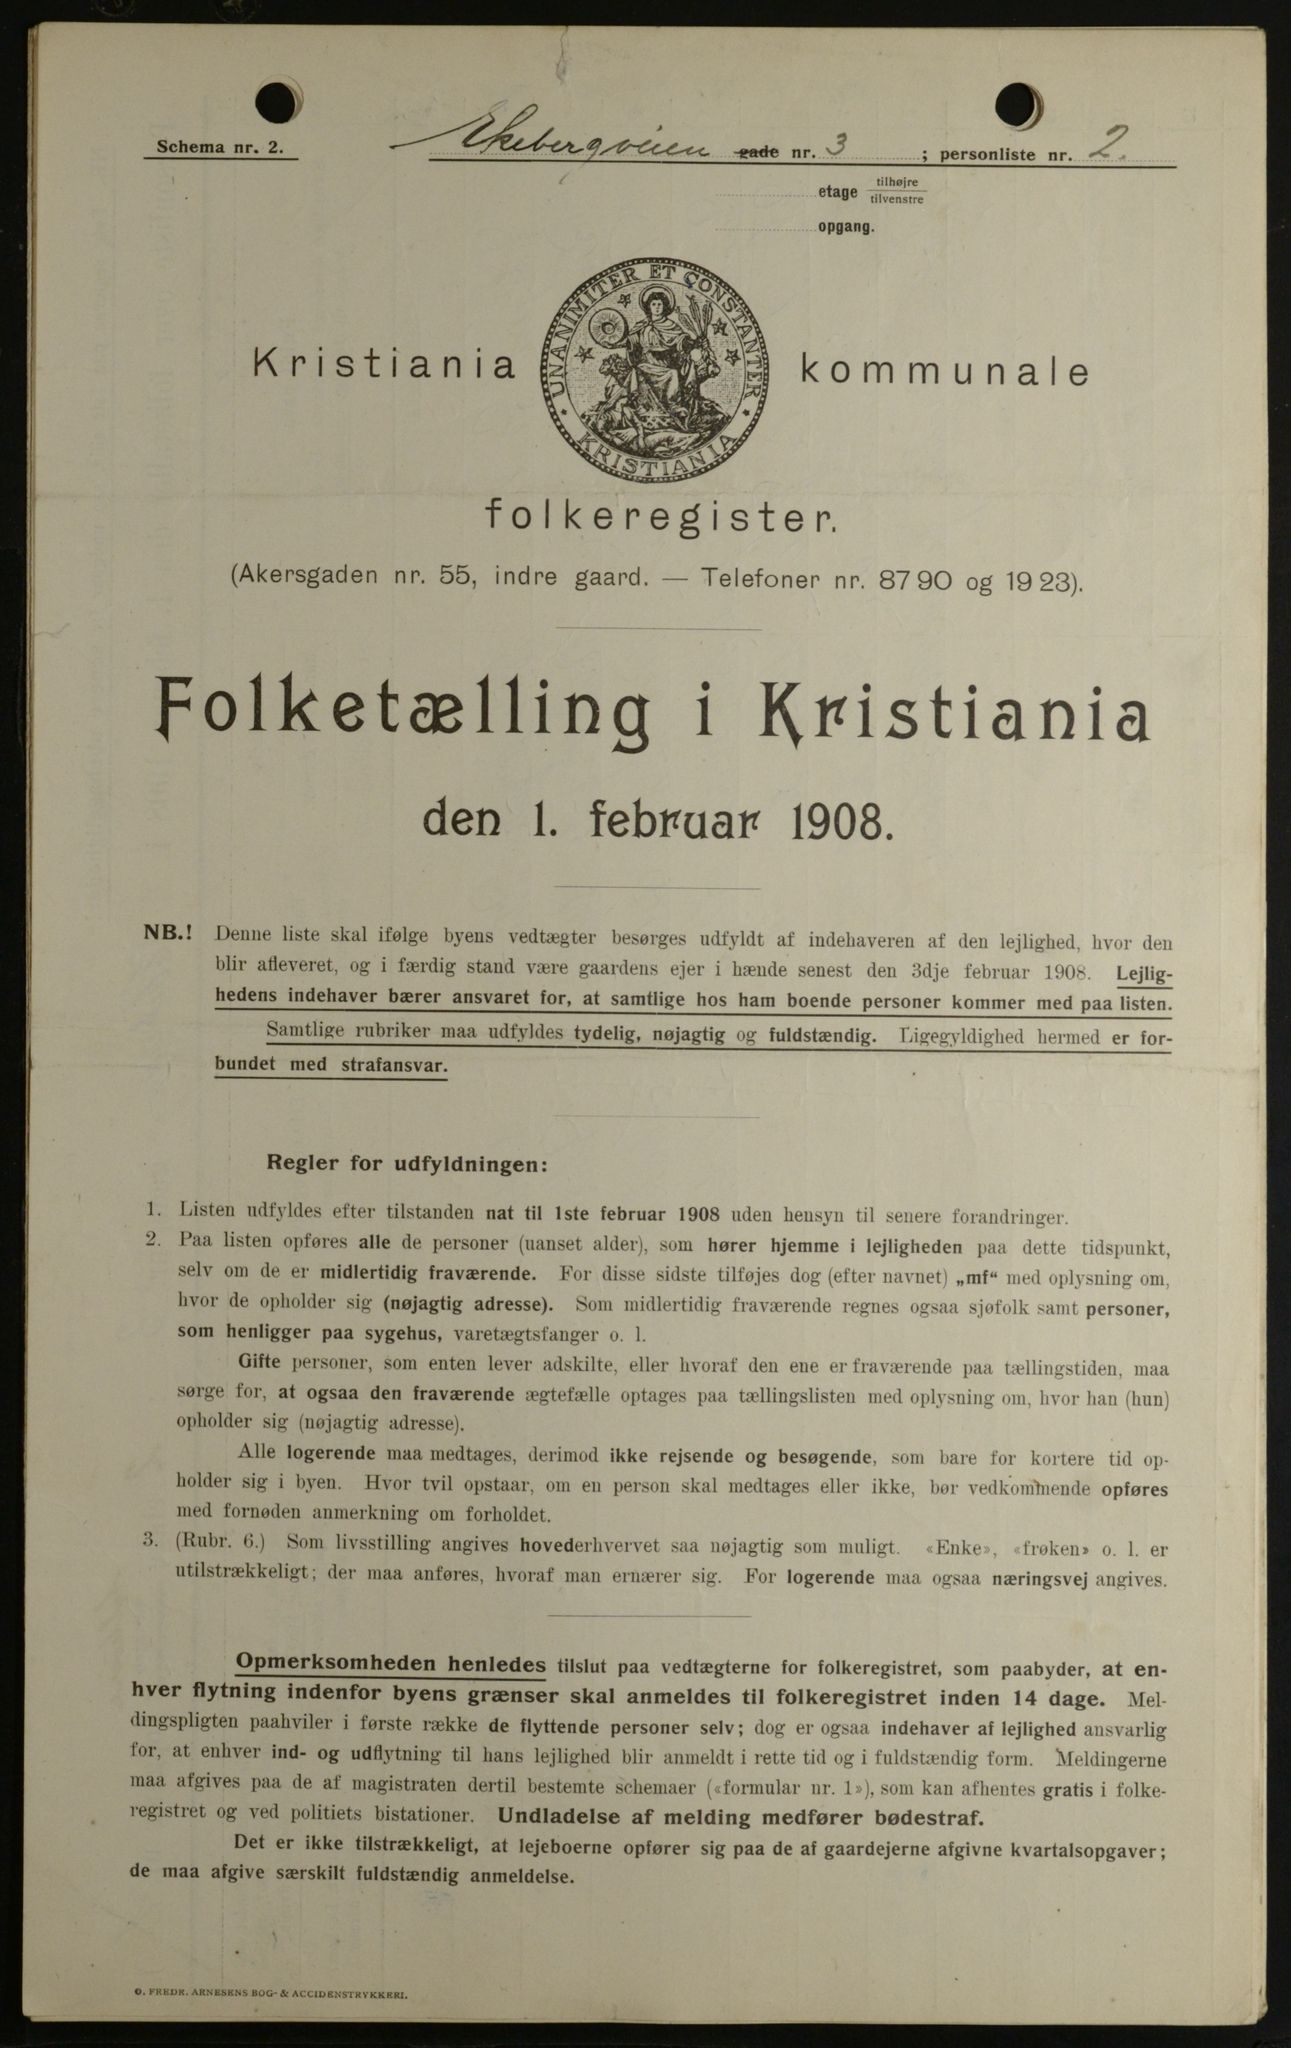 Schema nr. 2.
Ekebergveien gade nr. 3 ; personliste nr. 2.
etage tilhøjre
tilvenstre
opgang.
UNANIMITER ET CONSTANTER
KRISTIANIA
Kristiania kommunale
folkeregister.
(Akersgaden nr. 55, indre gaard. — Telefoner nr. 87 90 og 19 23).
Folketælling i Kristiania
den 1. februar 1908.
NB.! Denne liste skal ifølge byens vedtægter besørges udfyldt af indehaveren af den lejlighed, hvor den
blir afleveret, og i færdig stand være gaardens ejer i hænde senest den 3dje februar 1908. Lejlig-
hedens indehaver bærer ansvaret for, at samtlige hos ham boende personer kommer med paa listen.
Samtlige rubriker maa udfyldes tydelig, nøjagtig og fuldstændig. Ligegyldighed hermed er for-
bundet med strafansvar.
Regler for udfyldningen:
1. Listen udfyldes efter tilstanden nat til 1ste februar 1908 uden hensyn til senere forandringer.
2. Paa listen opføres alle de personer (uanset alder), som hører hjemme i lejligheden paa dette tidspunkt,
selv om de er midlertidig fraværende. For disse sidste tilføjes dog (efter navnet) „mf“ med oplysning om,
hvor de opholder sig (nøjagtig adresse). Som midlertidig fraværende regnes ogsaa sjøfolk samt personer,
som henligger paa sygehus, varetægtsfanger o. l.
Gifte personer, som enten lever adskilte, eller hvoraf den ene er fraværende paa tællingstiden, maa
sørge for, at ogsaa den fraværende ægtefælle optages paa tællingslisten med oplysning om, hvor han (hun)
opholder sig (nøjagtig adresse).
Alle logerende maa medtages, derimod ikke rejsende og besøgende, som bare for kortere tid op-
holder sig i byen. Hvor tvil opstaar, om en person skal medtages eller ikke, bør vedkommende opføres
med fornøden anmerkning om forholdet.
3. (Rubr. 6.) Som livsstilling angives hovederhvervet saa nøjagtig som muligt. «Enke», «frøken» o. l. er
utilstrækkeligt; der maa anføres, hvoraf man ernærer sig. For logerende maa ogsaa næringsvej angives.
Opmerksomheden henledes tilslut paa vedtægterne for folkeregistret, som paabyder, at en-
hver flytning indenfor byens grænser skal anmeldes til folkeregistret inden 14 dage. Mel-
dingspligten paahviler i første række de flyttende personer selv; dog er ogsaa indehaver af lejlighed ansvarlig
for, at enhver ind- og udflytning til hans lejlighed blir anmeldt i rette tid og i fuldstændig form. Meldingerne
maa afgives paa de af magistraten dertil bestemte schemaer («formular nr. 1»), som kan afhentes gratis i folke-
registret og ved politiets bistationer. Undladelse af melding medfører bødestraf.
Det er ikke tilstrækkeligt, at lejeboerne opfører sig paa de af gaardejerne afgivne kvartalsopgaver;
de maa afgive særskilt fuldstændig anmeldelse.
O. FREDR. ARNESENS BOG- & ACCIDENSTRYKKERI.